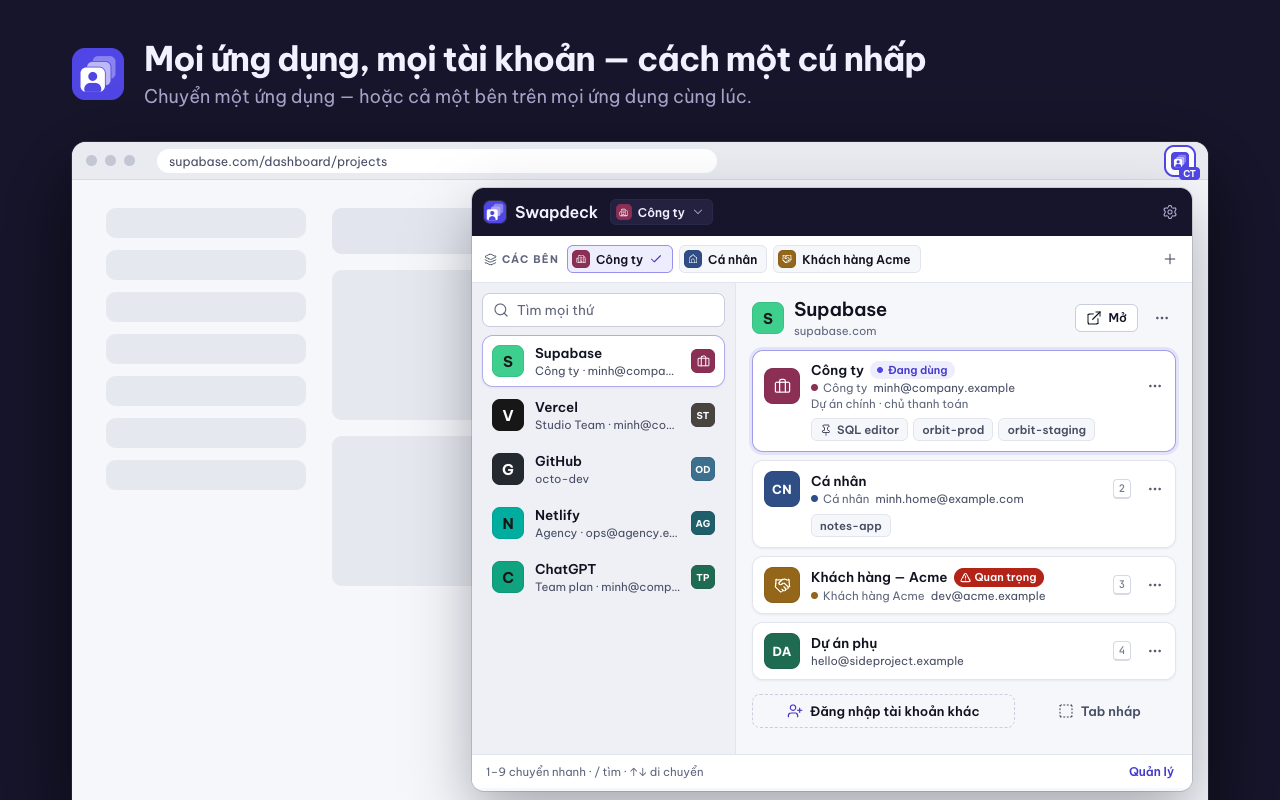 Mọi ứng dụng, mọi tài khoản — cách một cú nhấp
Chuyển một ứng dụng — hoặc cả một bên trên mọi ứng dụng cùng lúc.
supabase.com/dashboard/projects
CT
Swapdeck
Công ty
CÁC BÊN
Công ty
Cá nhân
Khách hàng Acme
Tìm mọi thứ
S
Supabase
Công ty · minh@compa...
V
Vercel
Studio Team · minh@co...
ST
G
GitHub
octo-dev
OD
N
Netlify
Agency · ops@agency.e...
AG
C
ChatGPT
Team plan · minh@comp...
TP
S
Supabase
supabase.com
Mở
Công ty
Đang dùng
Công ty minh@company.example
Dự án chính · chủ thanh toán
SQL editor
orbit-prod
orbit-staging
CN
Cá nhân
Cá nhân minh.home@example.com
2
notes-app
Khách hàng — Acme
Quan trọng
Khách hàng Acme dev@acme.example
3
DA
Dự án phụ
hello@sideproject.example
4
Đăng nhập tài khoản khác
Tab nháp
1–9 chuyển nhanh · / tìm · ↑↓ di chuyển
Quản lý